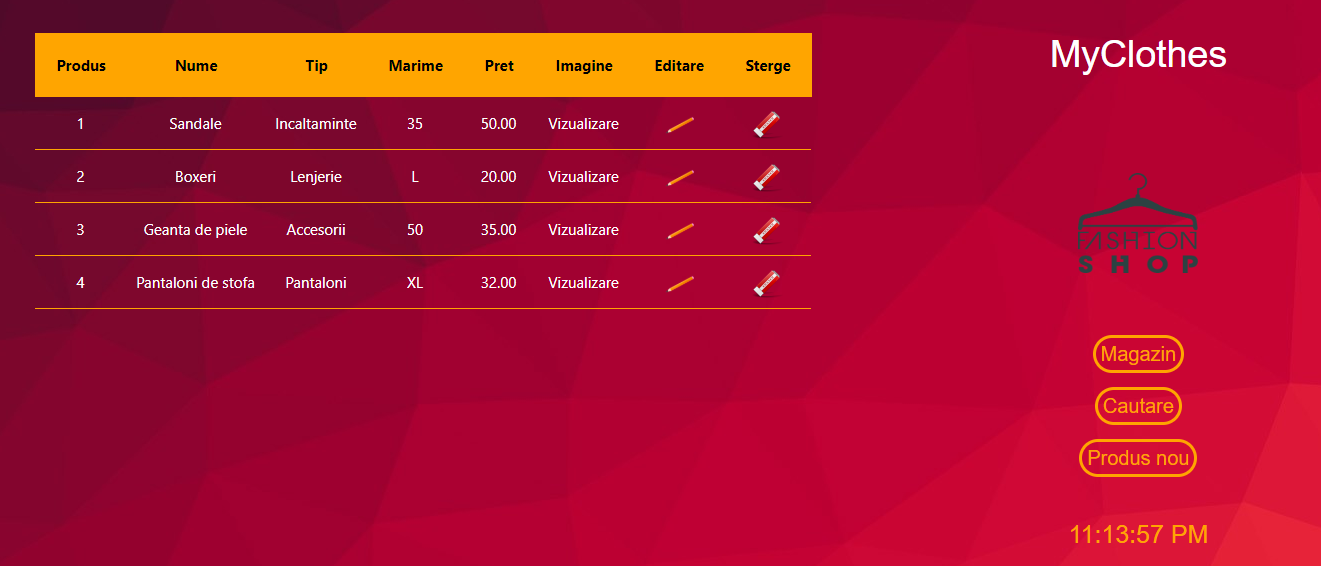 Produs Nume Tip Marime Pret Imagine Editare Sterge
1 Sandale Incaltaminte 35 50.00 Vizualizare
2 Boxeri Lenjerie L 20.00 Vizualizare
3 Geanta de piele Accesorii 50 35.00 Vizualizare
4 Pantaloni de stofa Pantaloni XL 32.00 Vizualizare
MyClothes
FASHION
SHOP
Magazin
Cautare
Produs nou
11:13:57 PM